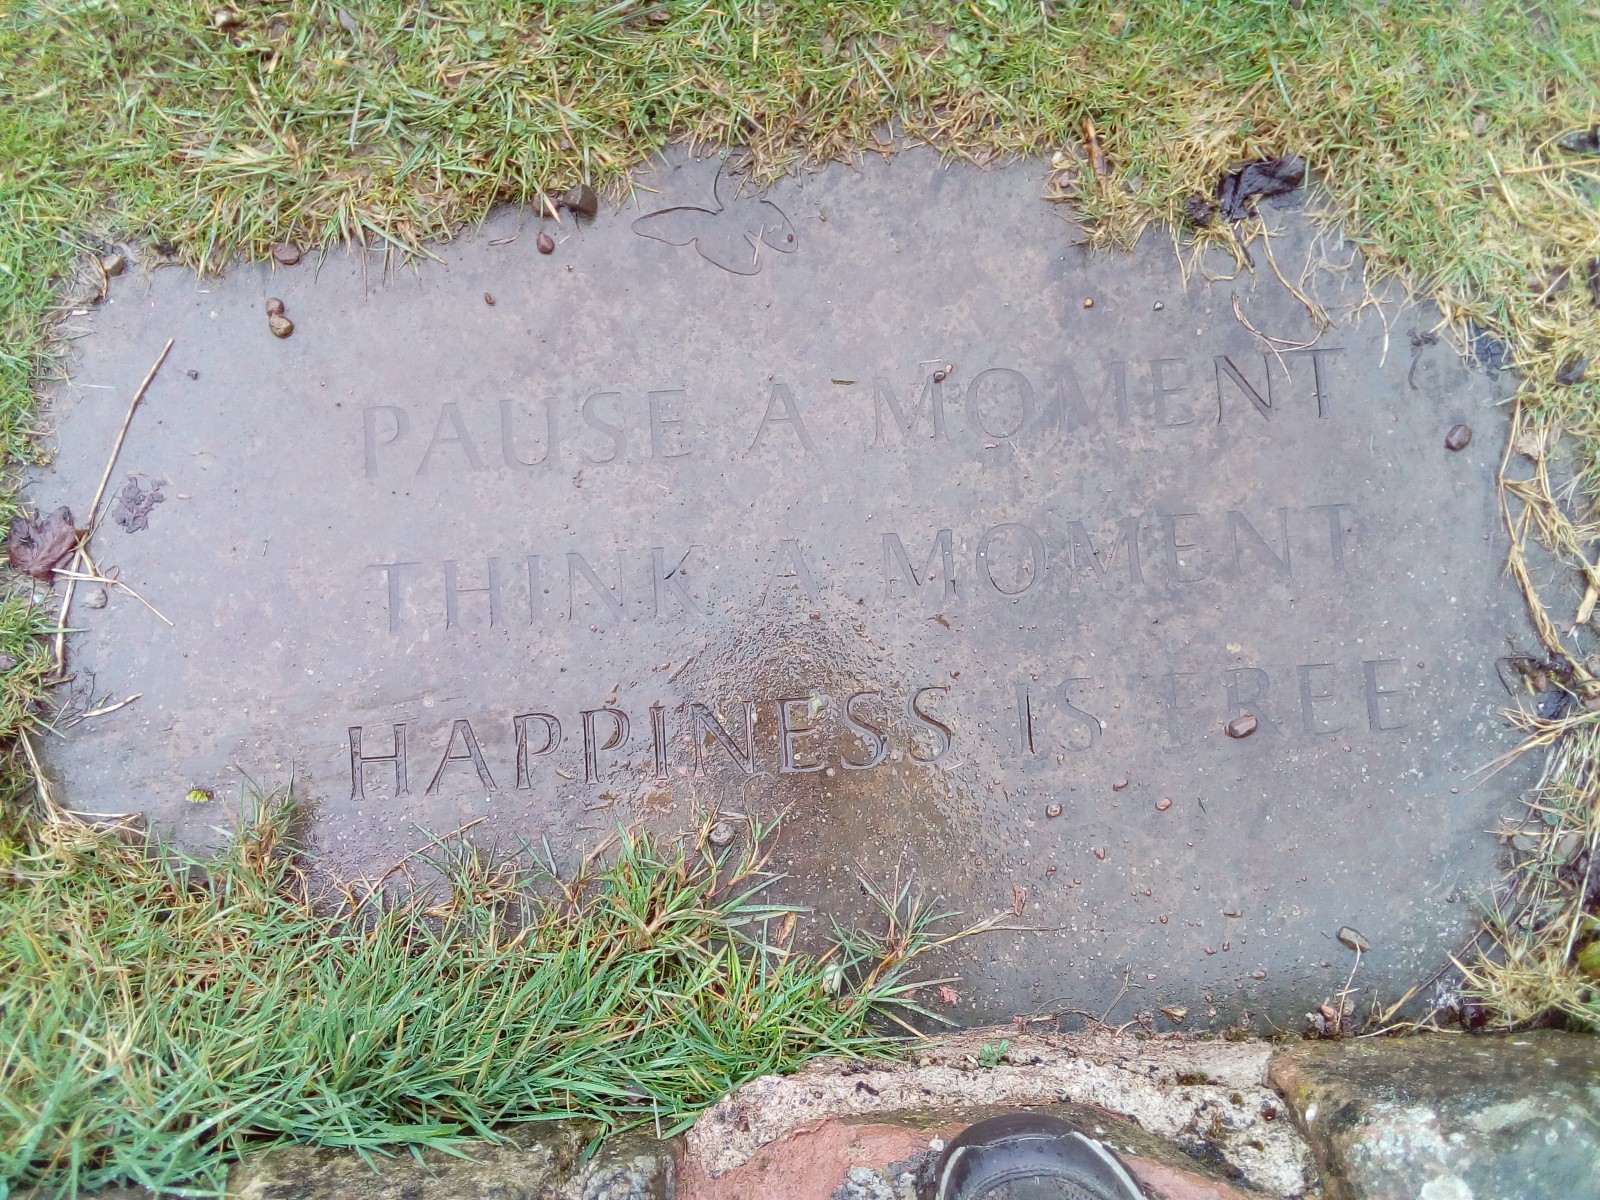 PAUSE A MOMENT
THINK A MOMENT
HAPPINESS IS FREE